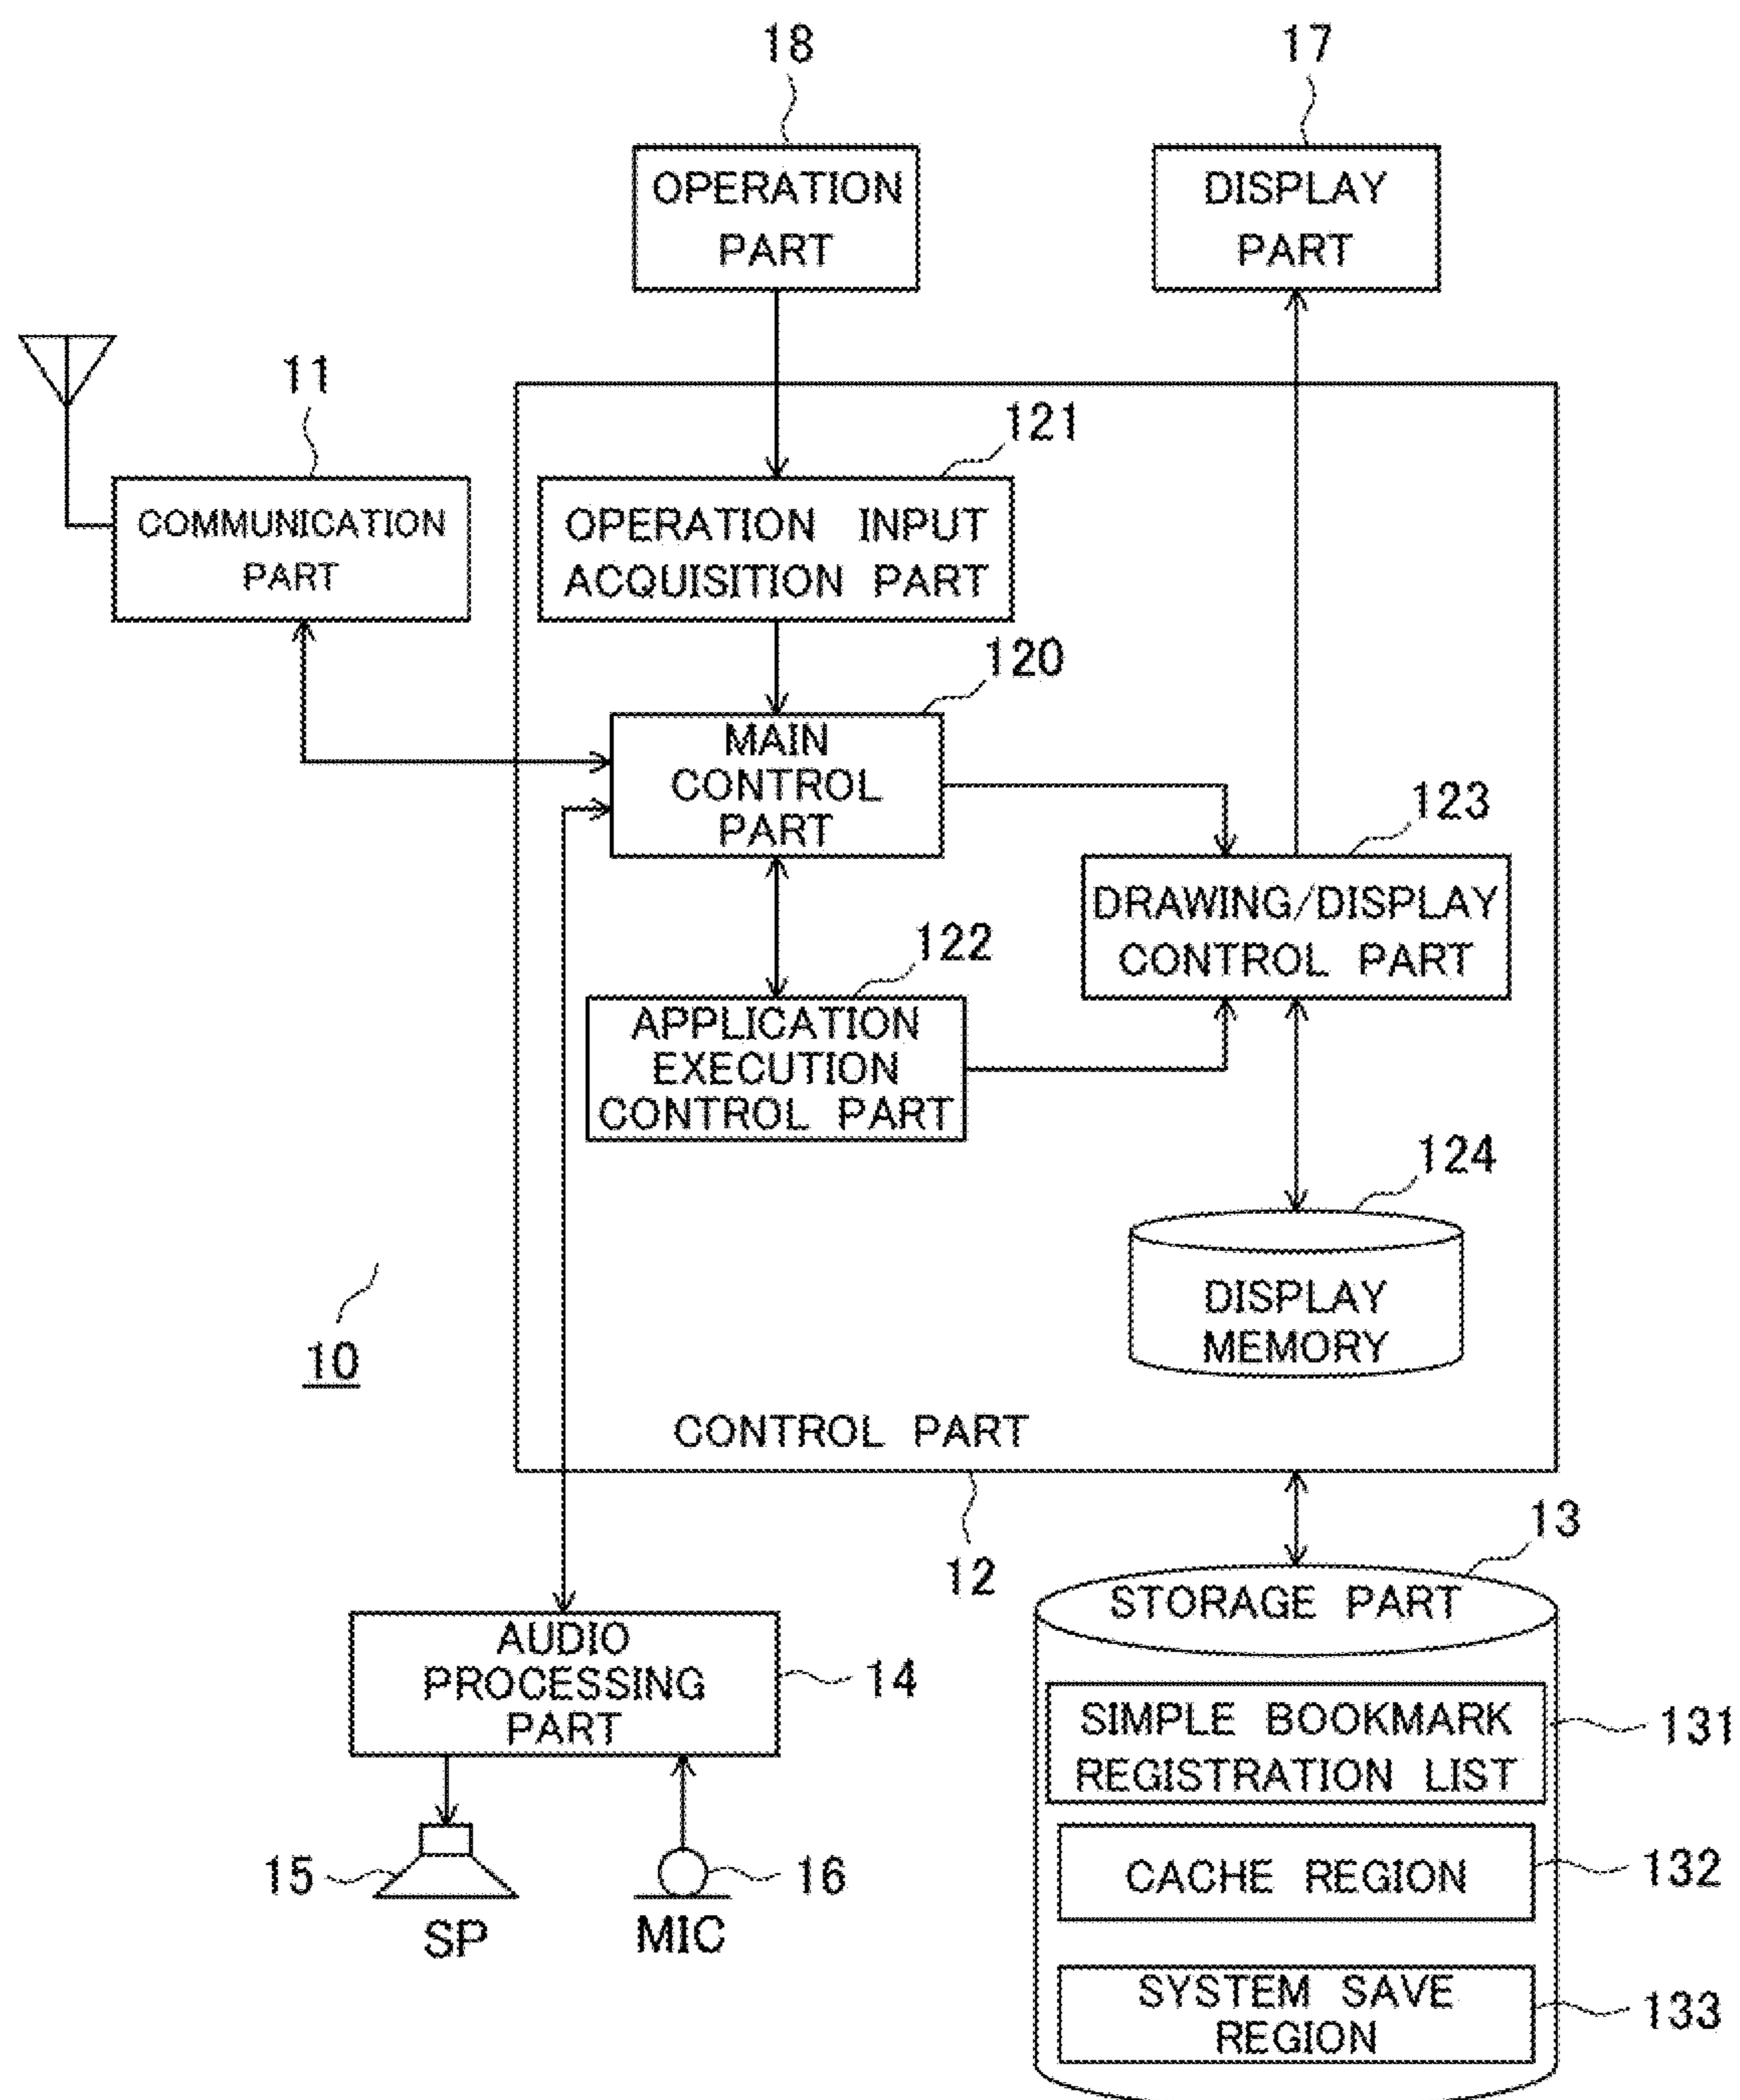 18
17
OPERATION
PART
DISPLAY
PART
11
121
COMMUNICATION
PART
OPERATION INPUT
ACQUISITION PART
120
MAIN
CONTROL
PART
123
DRAWING/DISPLAY
CONTROL PART
122
APPLICATION
EXECUTION
CONTROL PART
124
DISPLAY
MEMORY
10
CONTROL PART
12
13
STORAGE PART
AUDIO
PROCESSING
PART
14
SIMPLE BOOKMARK
REGISTRATION LIST
131
15
SP
16
MIC
CACHE REGION
132
SYSTEM SAVE
REGION
133